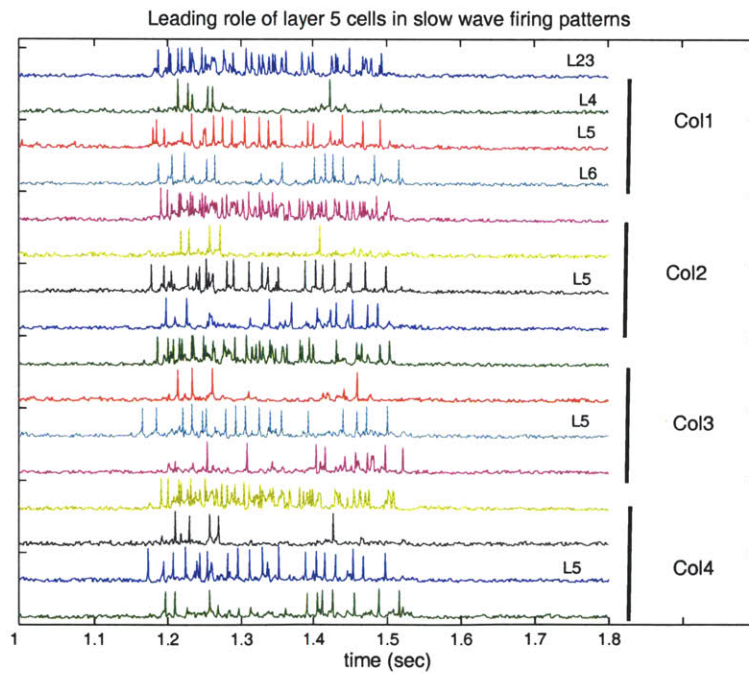 Leading role of layer 5 cells in slow wave firing patterns
L23
L4
Col1
L5
L6
Col2
L5
Col3
L5
L5
Col4
1 1.1 1.2 1.3 1.4 1.5 1.6 1.7 1.8
time (sec)